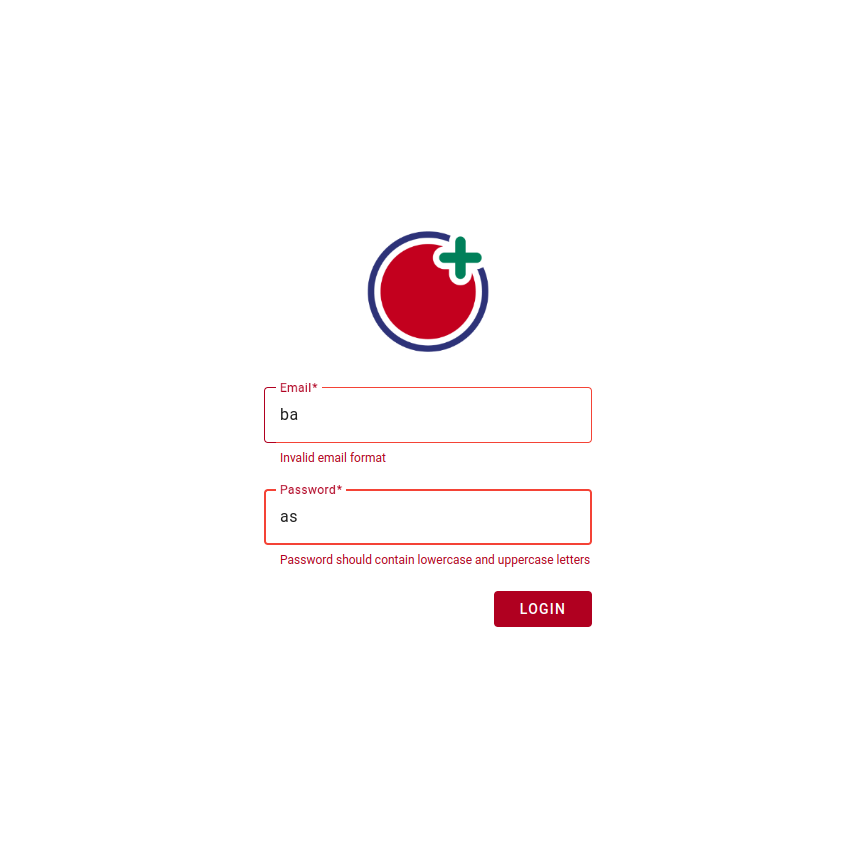 Email*
ba
Invalid email format
Password*
as
Password should contain lowercase and uppercase letters
LOGIN